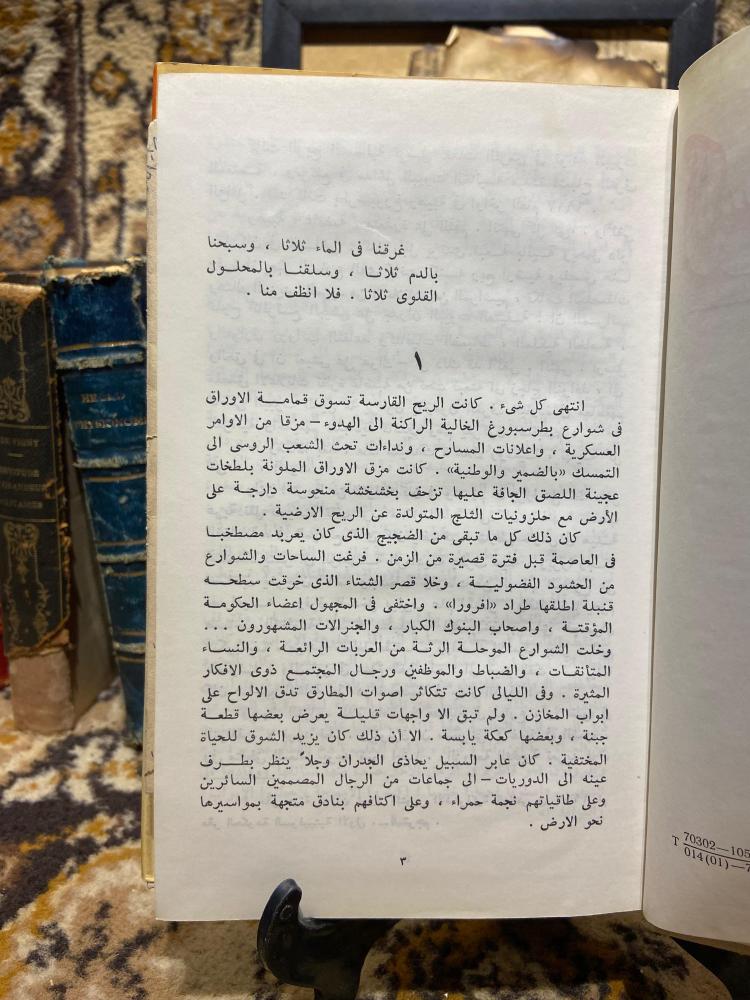 غرقنا فى الماء ثلاثا ، وسبحنا
بالدم ثلاثا ، وسلقنا بالمحلول
القلوى ثلاثا . فلا انظف منا .
١
انتهى كل شىء . كانت الريح القارسة تسوق قمامة الاوراق
فى شوارع بطرسبورغ الخالية الراكنة الى الهدوء – مزقا من الاوامر
العسكرية ، واعلانات المسارح ، ونداءات تحث الشعب الروسى الى
التمسك «بالضمير والوطنية» . كانت مزق الاوراق الملونة بلطخات
عجينة اللصق الجافة عليها تزحف بخشخشة منحوسة دارجة على
الأرض مع حلزونيات الثلج المتولدة عن الريح الارضية .
كان ذلك كل ما تبقى من الضجيج الذى كان يعربد مصطخبا
فى العاصمة قبل فترة قصيرة من الزمن . فرغت الساحات والشوارع
من الحشود الفضولية ، وخلا قصر الشتاء الذى خرقت سطحه
قنبلة اطلقها طراد «افرورا» . واختفى فى المجهول اعضاء الحكومة
المؤقتة ، واصحاب البنوك الكبار ، والجنرالات المشهورون ...
وخلت الشوارع الموحلة الرثة من العربات الرائعة ، والنساء
المتانقات ، والضباط والموظفين ورجال المجتمع ذوى الافكار
المثيرة . وفى الليالى كانت تتكاثر اصوات المطارق تدق الالواح على
ابواب المخازن . ولم تبق الا واجهات قليلة يعرض بعضها قطعة
جبنة ، وبعضها كعكة يابسة . الا أن ذلك كان يزيد الشوق للحياة
المختفية . كان عابر السبيل يحاذى الجدران وجلاً ينظر بطرف
عينه الى الدوريات – الى جماعات من الرجال المصممين السائرين
وعلى طاقياتهم نجمة حمراء ، وعلى اكتافهم بنادق متجهة بمواسيرها
نحو الارض .
٣
T 70302—105
014(01)—7